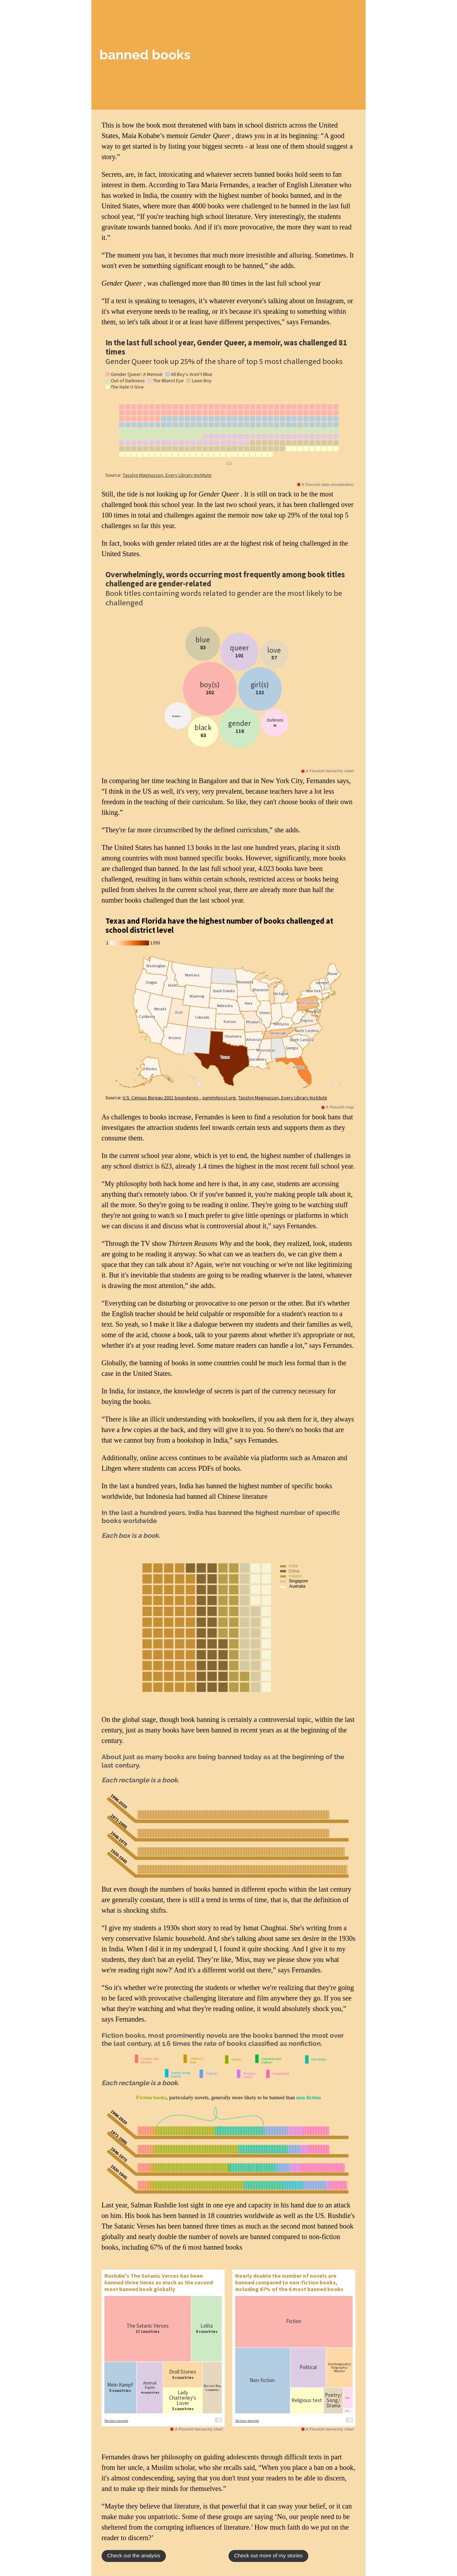 banned books
This is how the book most threatened with bans in school districts across the United
States, Maia Kobabe’s memoir Gender Queer , draws you in at its beginning: “A good
way to get started is by listing your biggest secrets - at least one of them should suggest a
story.”
Secrets, are, in fact, intoxicating and whatever secrets banned books hold seem to fan
interest in them. According to Tara Maria Fernandes, a teacher of English Literature who
has worked in India, the country with the highest number of books banned, and in the
United States, where more than 4000 books were challenged to be banned in the last full
school year, “If you're teaching high school literature. Very interestingly, the students
gravitate towards banned books. And if it's more provocative, the more they want to read
it.”
"The moment you ban, it becomes that much more irresistible and alluring. Sometimes. It
won't even be something significant enough to be banned,” she adds.
Gender Queer , was challenged more than 80 times in the last full school year
“If a text is speaking to teenagers, it’s whatever everyone's talking about on Instagram, or
it's what everyone needs to be reading, or it's because it's speaking to something within
them, so let's talk about it or at least have different perspectives,” says Fernandes.
In the last full school year, Gender Queer, a memoir, was challenged 81
times
Gender Queer took up 25% of the share of top 5 most challenged books
Gender Queer: A Memoir All Boy's Aren't Blue
Out of Darkness The Bluest Eye Lawn Boy
The Hate U Give
Source: Tasslyn Magnusson, Every Library Institute
A Flourish data visualization
Still, the tide is not looking up for Gender Queer . It is still on track to be the most
challenged book this school year. In the last two school years, it has been challenged over
100 times in total and challenges against the memoir now take up 29% of the total top 5
challenges so far this year.
In fact, books with gender related titles are at the highest risk of being challenged in the
United States.
Overwhelmingly, words occurring most frequently among book titles
challenged are gender-related
Book titles containing words related to gender are the most likely to be
challenged
blue
83
queer
101
love
57
boy(s)
202
girl(s)
132
black
63
gender
116
darkness
A Flourish hierarchy chart
In comparing her time teaching in Bangalore and that in New York City, Fernandes says,
“I think in the US as well, it's very, very prevalent, because teachers have a lot less
freedom in the teaching of their curriculum. So like, they can't choose books of their own
liking.”
“They're far more circumscribed by the defined curriculum,” she adds.
The United States has banned 13 books in the last one hundred years, placing it sixth
among countries with most banned specific books. However, significantly, more books
are challenged than banned. In the last full school year, 4.023 books have been
challenged, resulting in bans within certain schools, restricted access or books being
pulled from shelves In the current school year, there are already more than half the
number books challenged than the last school year.
Texas and Florida have the highest number of books challenged at
school district level
1 1350
Washington
Montana
Maine
Oregon
Idaho
South Dakota
Wyoming
Nebraska
Iowa
Nevada
Utah
Colorado
Kansas
California
Arizona
Oklahoma
Texas
Georgia
Alaska
Source: U.S. Census Bureau 2021 boundaries , summitpost.org, Tasslyn Magnusson, Every Library Institute
A Flourish map
As challenges to books increase, Fernandes is keen to find a resolution for book bans that
investigates the attraction students feel towards certain texts and supports them as they
consume them.
In the current school year alone, which is yet to end, the highest number of challenges in
any school district is 623, already 1.4 times the highest in the most recent full school year.
“My philosophy both back home and here is that, in any case, students are accessing
anything that's remotely taboo. Or if you've banned it, you're making people talk about it,
all the more. So they're going to be reading it online. They're going to be watching stuff
they're not going to watch so I much prefer to give little openings or platforms in which
we can discuss it and discuss what is controversial about it,” says Fernandes.
“Through the TV show Thirteen Reasons Why and the book, they realized, look, students
are going to be reading it anyway. So what can we as teachers do, we can give them a
space that they can talk about it? Again, we're not vouching or we're not like legitimizing
it. But it's inevitable that students are going to be reading whatever is the latest, whatever
is drawing the most attention,” she adds.
“Everything can be disturbing or provocative to one person or the other. But it's whether
the English teacher should be held culpable or responsible for a student's reaction to a
text. So yeah, so I make it like a dialogue between my students and their families as well,
some of the acid, choose a book, talk to your parents about whether it's appropriate or not,
whether it's at your reading level. Some mature readers can handle a lot,” says Fernandes.
Globally, the banning of books in some countries could be much less formal than is the
case in the United States.
In India, for instance, the knowledge of secrets is part of the currency necessary for
buying the books.
“There is like an illicit understanding with booksellers, if you ask them for it, they always
have a few copies at the back, and they will give it to you. So there's no books that are
that we cannot buy from a bookshop in India,” says Fernandes.
Additionally, online access continues to be available via platforms such as Amazon and
Libgen where students can access PDFs of books.
In the last a hundred years, India has banned the highest number of specific books
worldwide, but Indonesia had banned all Chinese literature
In the last a hundred years, India has banned the highest number of specific
books worldwide
Each box is a book.
India
China
Ireland
Singapore
Australia
On the global stage, though book banning is certainly a controversial topic, within the last
century, just as many books have been banned in recent years as at the beginning of the
century.
About just as many books are being banned today as at the beginning of the
last century.
Each rectangle is a book.
1996-2020
1971-1995
1946-1970
1920-1945
But even though the numbers of books banned in different epochs within the last century
are generally constant, there is still a trend in terms of time, that is, that the definition of
what is shocking shifts.
“I give my students a 1930s short story to read by Ismat Chughtai. She's writing from a
very conservative Islamic household. And she's talking about same sex desire in the 1930s
in India. When I did it in my undergrad I, I found it quite shocking. And I give it to my
students, they don't bat an eyelid. They’re like, 'Miss, may we please show you what
we're reading right now?' And it's a different world out there,” says Fernandes.
“So it's whether we're protecting the students or whether we're realizing that they're going
to be faced with provocative challenging literature and film anywhere they go. If you see
what they're watching and what they're reading online, it would absolutely shock you,”
says Fernandes.
Fiction books, most prominently novels are the books banned the most over
the last century, at 1.6 times the rate of books classified as nonfiction.
Each rectangle is a book.
Fiction books, particularly novels, generally more likely to be banned than non-fiction
1996-2020
1971-1995
1946-1970
1920-1945
Last year, Salman Rushdie lost sight in one eye and capacity in his hand due to an attack
on him. His book has been banned in 18 countries worldwide as well as the US. Rushdie's
The Satanic Verses has been banned three times as much as the second most banned book
globally and nearly double the number of novels are banned compared to non-fiction
books, including 67% of the 6 most banned books
Rushdie's The Satanic Verses has been
banned three times as much as the second
most banned book globally
The Satanic Verses
17 countries
Lolita
6 countries
Mein Kampf
5 countries
Animal
Farm
4 countries
Droll Stories
3 countries
Lady
Chatterley's
Lover
3 countries
Various sources
A Flourish hierarchy chart
Nearly double the number of novels are
banned compared to non-fiction books,
including 67% of the 6 most banned books
Fiction
Non-fiction
Political
Autobiography/
Biography/
Memoir
Religious text
Poetry/
Song/
Drama
Various sources
A Flourish hierarchy chart
Fernandes draws her philosophy on guiding adolescents through difficult texts in part
from her uncle, a Muslim scholar, who she recalls said, “When you place a ban on a book,
it's almost condescending, saying that you don't trust your readers to be able to discern,
and to make up their minds for themselves.”
“Maybe they believe that literature, is that powerful that it can sway your belief, or it can
make make you unpatriotic. Some of these groups are saying ‘No, our people need to be
sheltered from the corrupting influences of literature.’ How much faith do we put on the
reader to discern?’
Check out the analysis
Check out more of my stories